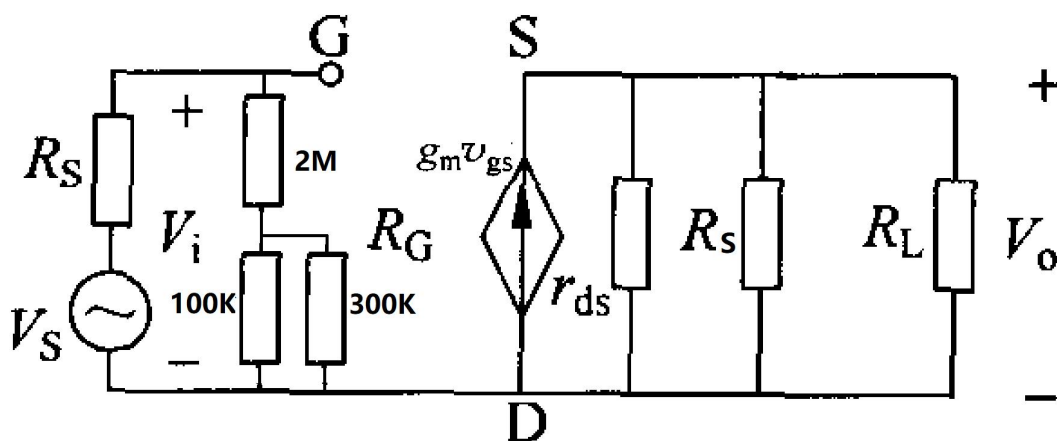 G
S
+
+
R_S
2M
g_m v_gs
V_i
R_G
R_s
R_L
V_o
100K
300K
r_ds
V_S
−
−
D